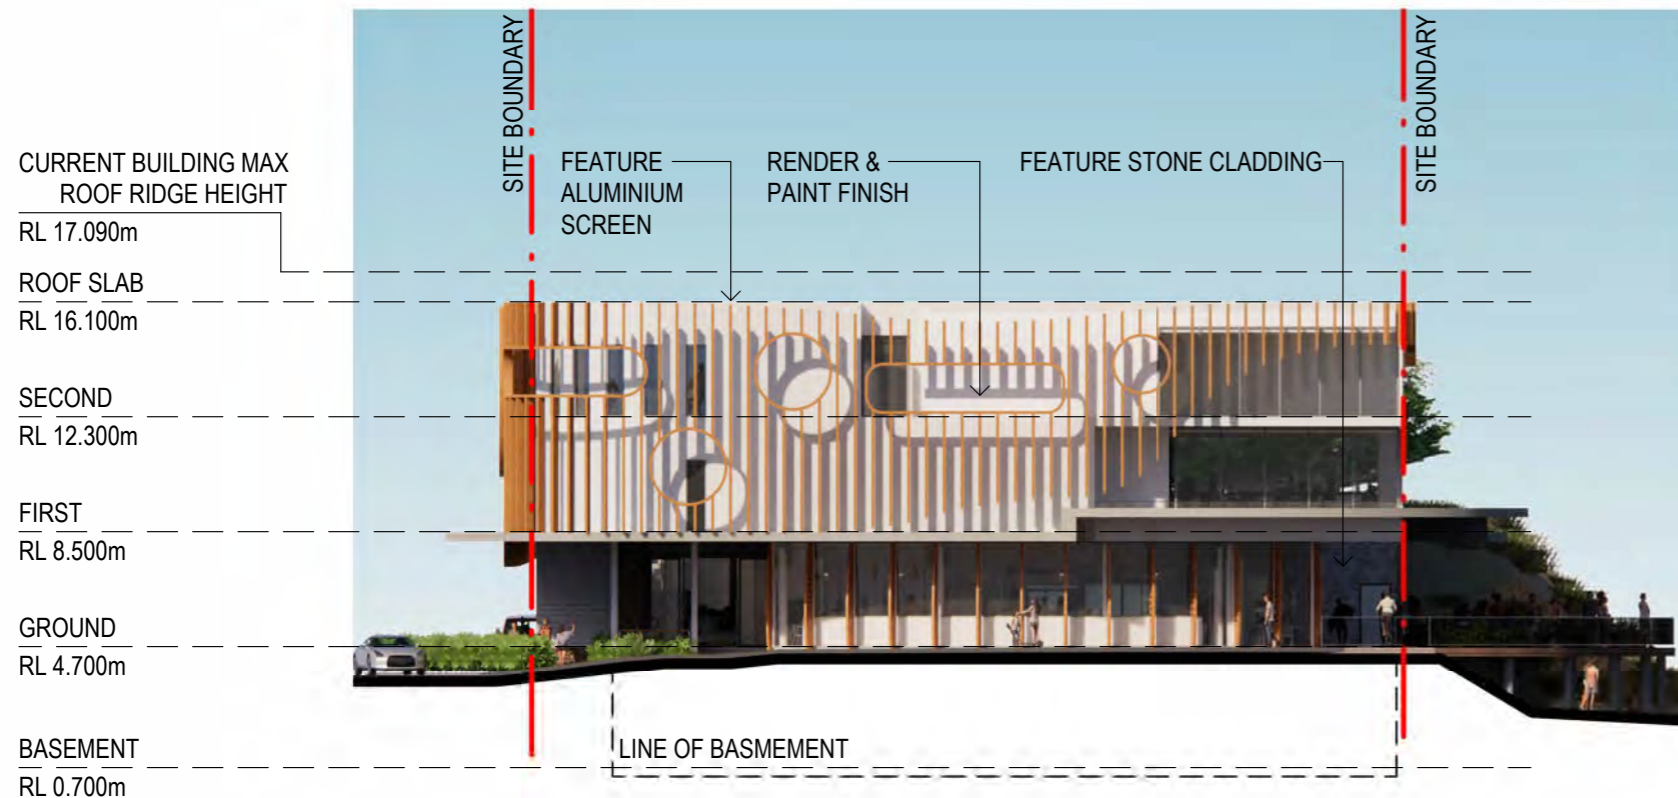 SITE BOUNDARY
SITE BOUNDARY
CURRENT BUILDING MAX
ROOF RIDGE HEIGHT
RL 17.090m
FEATURE
ALUMINIUM
SCREEN
RENDER &
PAINT FINISH
FEATURE STONE CLADDING
ROOF SLAB
RL 16.100m
SECOND
RL 12.300m
FIRST
RL 8.500m
GROUND
RL 4.700m
BASEMENT
RL 0.700m
LINE OF BASMEMENT